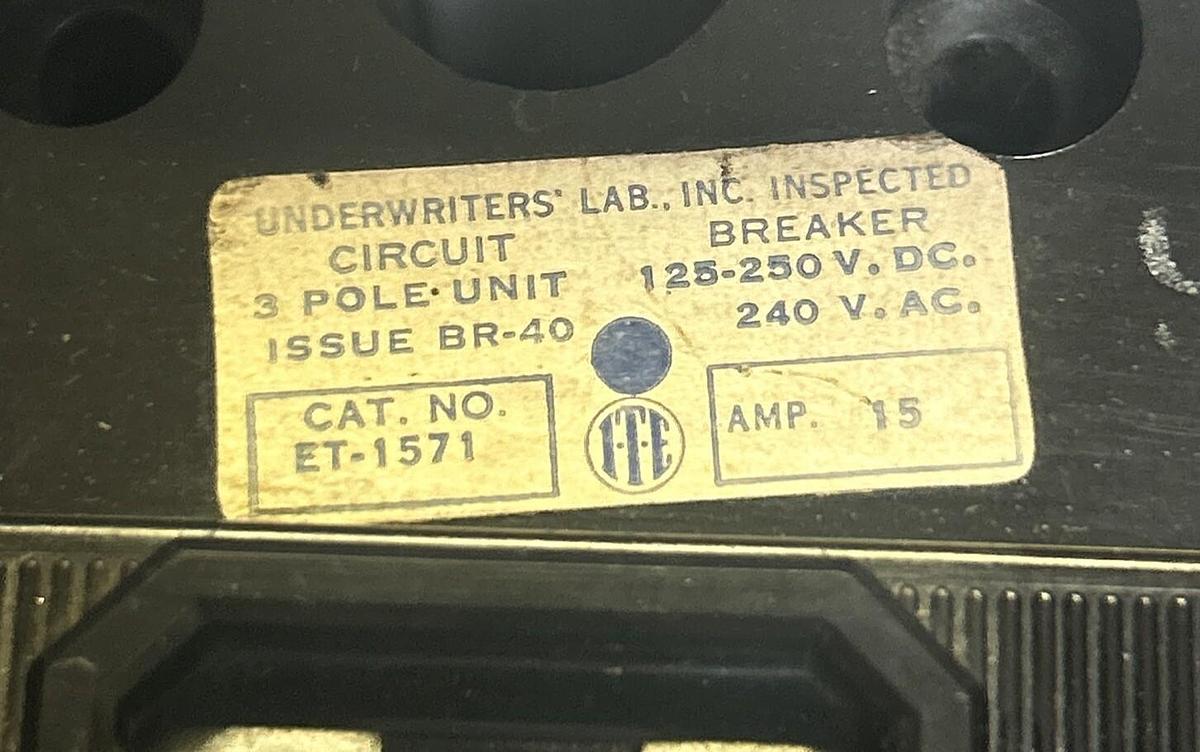 UNDERWRITERS' LAB., INC. INSPECTED
CIRCUIT BREAKER
3 POLE UNIT 125-250 V. DC.
ISSUE BR-40 240 V. AC.
CAT. NO.
ET-1571
I-T-E
AMP. 15